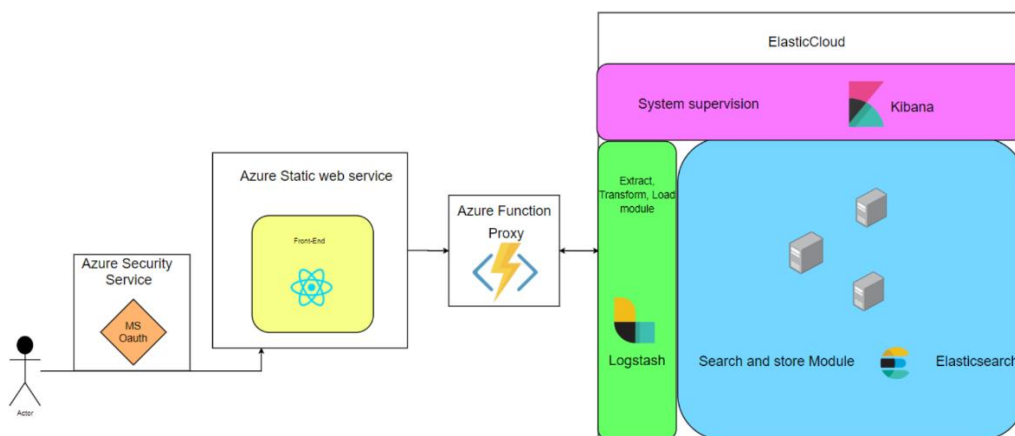 ElasticCloud
System supervision
Kibana
Azure Static web service
Extract,
Transform, Load
module
Azure Function
Proxy
Front-End
Azure Security
Service
MS
Oauth
Logstash
Search and store Module
Elasticsearch
Actor